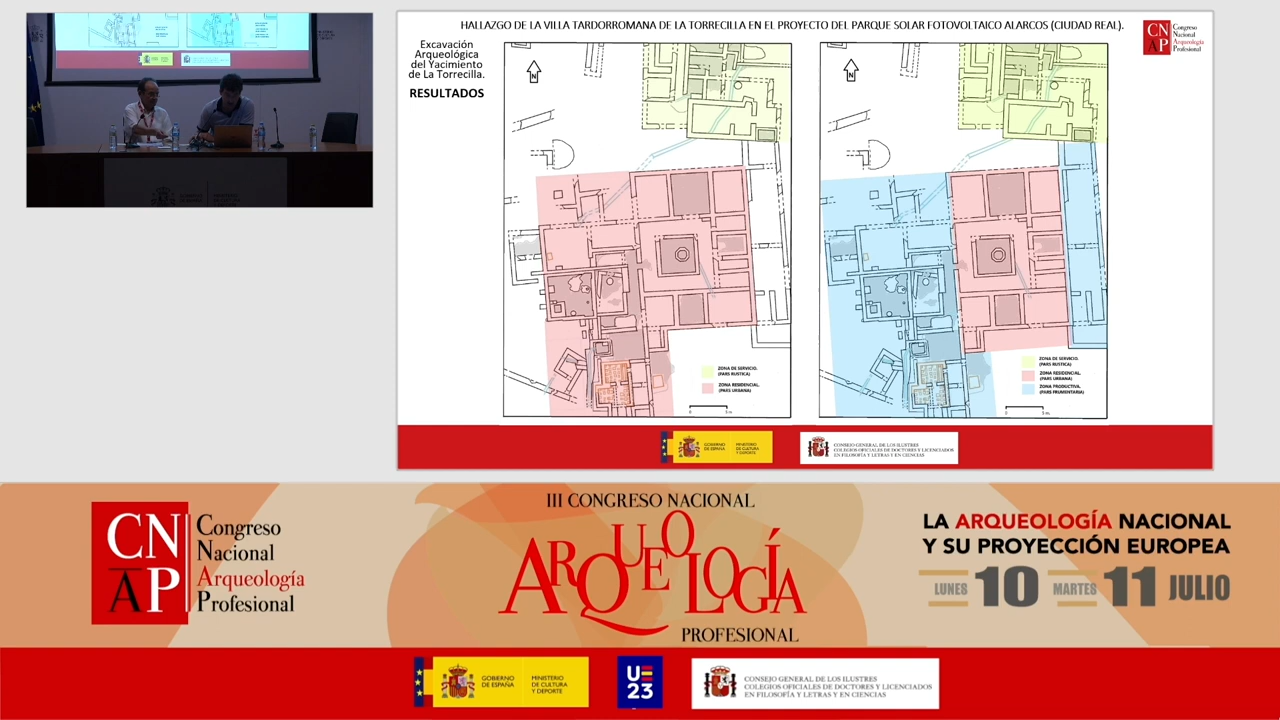 HALLAZGO DE LA VILLA TARDORROMANA DE LA TORRECILLA EN EL PROYECTO DEL PARQUE SOLAR FOTOVOLTAICO ALARCOS (CIUDAD REAL).
Excavación
Arqueológica
del Yacimiento
de La Torrecilla.
RESULTADOS
CN
AP
Congreso
Nacional
Arqueología
Profesional
N
N
ZONA DE SERVICIO.
(PARS RUSTICA)
ZONA RESIDENCIAL.
(PARS URBANA)
0 5 m
ZONA DE SERVICIO.
(PARS RUSTICA)
ZONA RESIDENCIAL.
(PARS URBANA)
ZONA PRODUCTIVA.
(PARS FRUMENTARIA)
0 5 m
GOBIERNO
DE ESPAÑA
MINISTERIO
DE CULTURA
Y DEPORTE
CONSEJO GENERAL DE LOS ILUSTRES
COLEGIOS OFICIALES DE DOCTORES Y LICENCIADOS
EN FILOSOFÍA Y LETRAS Y EN CIENCIAS
CN
AP
Congreso
Nacional
Arqueología
Profesional
III CONGRESO NACIONAL
ARQUEOLOGÍA
PROFESIONAL
LA ARQUEOLOGÍA NACIONAL
Y SU PROYECCIÓN EUROPEA
LUNES 10 MARTES 11 JULIO
GOBIERNO
DE ESPAÑA
MINISTERIO
DE CULTURA
Y DEPORTE
UE
23
CONSEJO GENERAL DE LOS ILUSTRES
COLEGIOS OFICIALES DE DOCTORES Y LICENCIADOS
EN FILOSOFÍA Y LETRAS Y EN CIENCIAS